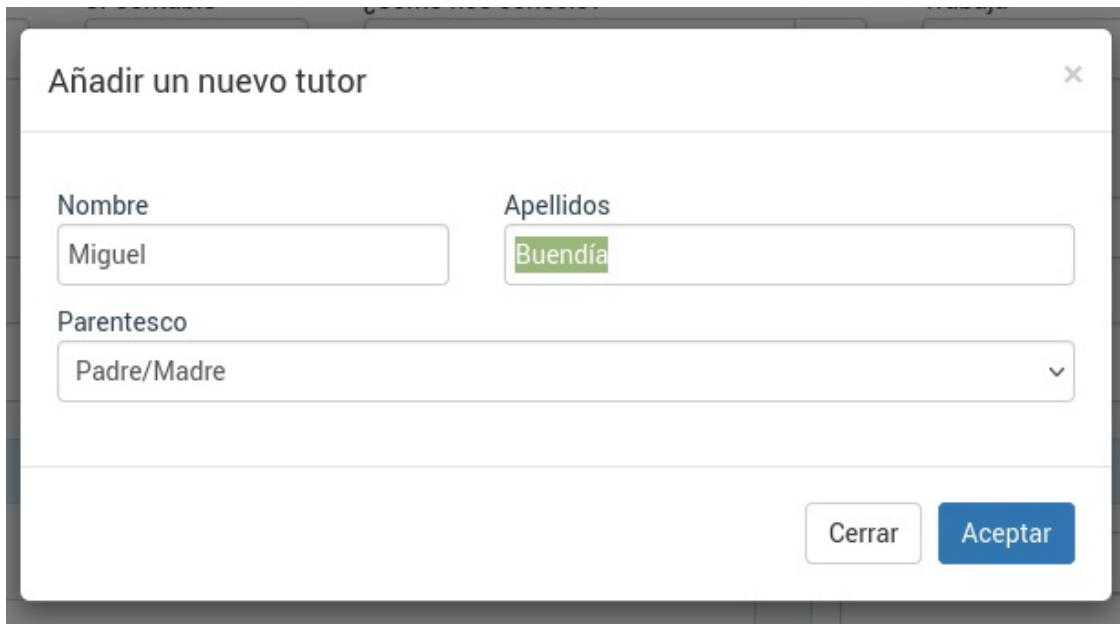 Añadir un nuevo tutor ×
Nombre Apellidos
Miguel Buendía
Parentesco
Padre/Madre
Cerrar Aceptar